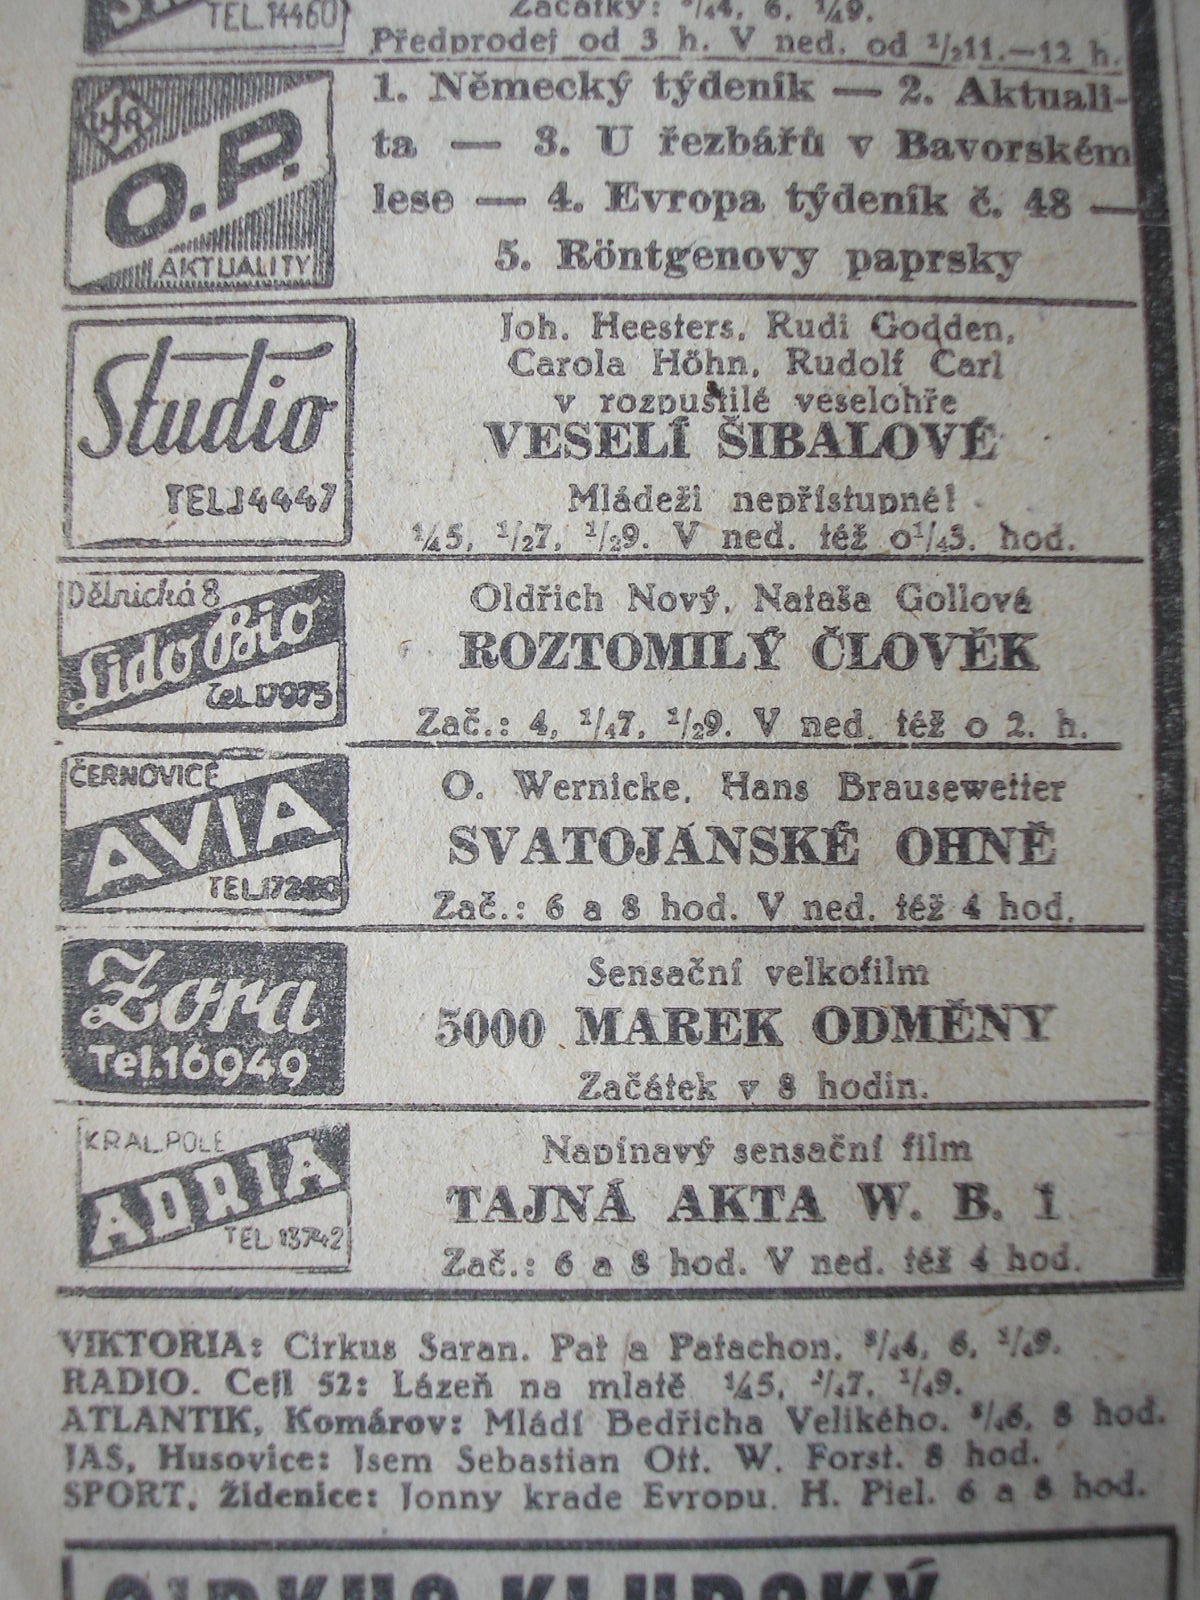 TEL. 14460
Začátky: ³/₄4, 6, ¼9.
Předprodej od 3 h. V ned. od ½11.—12 h.
UFA
O.P.
AKTUALITY
1. Německý týdeník — 2. Aktuali-
ta — 3. U řezbářů v Bavorském
lese — 4. Evropa týdeník č. 48 —
5. Röntgenovy paprsky
Studio
TEL.14447
Joh. Heesters, Rudi Godden,
Carola Höhn, Rudolf Carl
v rozpustilé veselohře
VESELÍ ŠIBALOVÉ
Mládeži nepřístupné!
¼5, ½7, ½9. V ned. též o¼3. hod.
Dělnická 8
Lido Bio
Tel.17975
Oldřich Nový, Nataša Gollová
ROZTOMILÝ ČLOVĚK
Zač.: 4, ¼7, ½9. V ned. též o 2. h.
ČERNOVICE
AVIA
O. Wernicke, Hans Brausewetter
SVATOJÁNSKÉ OHNĚ
Zač.: 6 a 8 hod. V ned. též 4 hod.
Zora
Tel.16949
Sensační velkofilm
5000 MAREK ODMĚNY
Začátek v 8 hodin.
KRÁL.POLE
ADRIA
TEL 13742
Napínavý sensační film
TAJNÁ AKTA W. B. 1
Zač.: 6 a 8 hod. V ned. též 4 hod.
VIKTORIA: Cirkus Saran. Pat a Patachon. ³/₄4, 6, ¼9.
RADIO. Cejl 52: Lázeň na mlatě ¼5, ³/₄7, ¼9.
ATLANTIK, Komárov: Mládí Bedřicha Velikého. ³/₄6, 8 hod.
JAS, Husovice: Jsem Sebastian Ott. W. Forst. 8 hod.
SPORT, Židenice: Jonny krade Evropu. H. Piel. 6 a 8 hod.
CIRKUS KLUDSKÝ